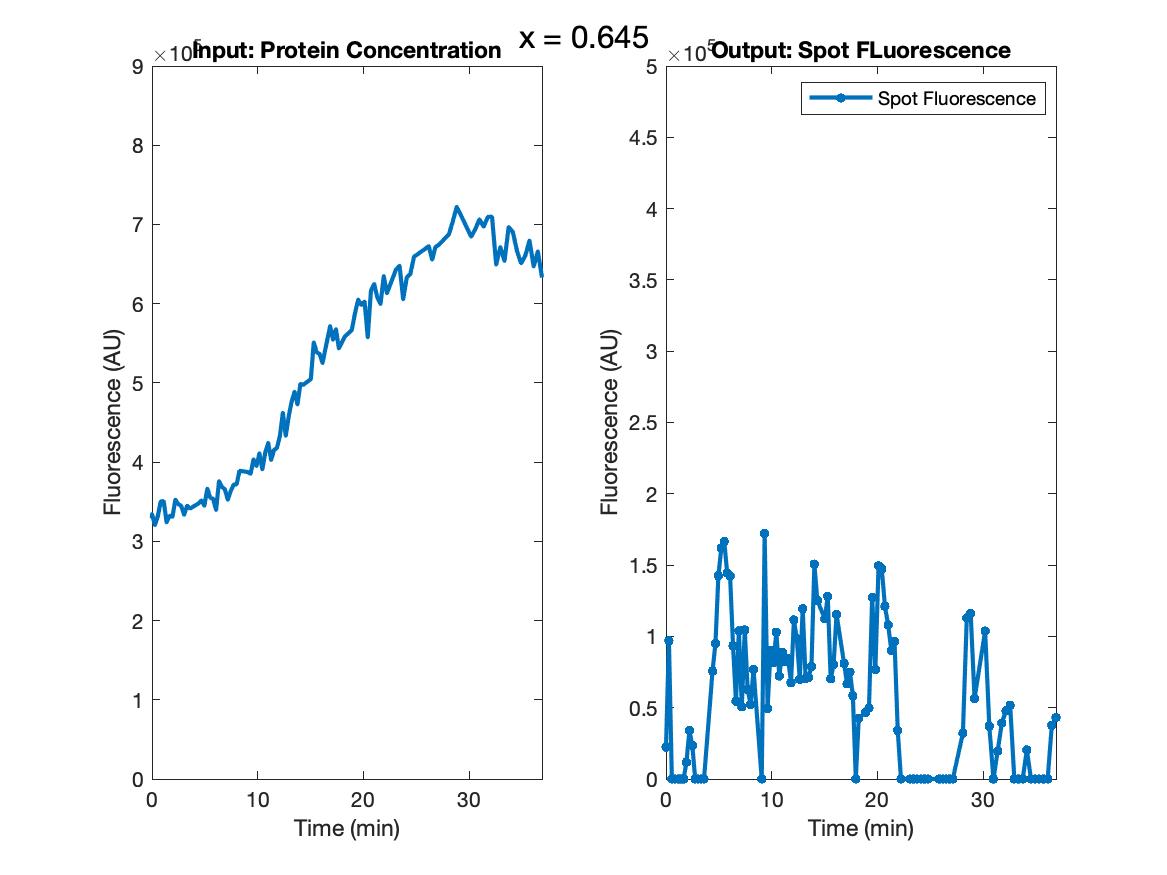 x = 0.645
×10⁵
Input: Protein Concentration
9
8
7
6
5
4
3
2
1
0
Fluorescence (AU)
0 10 20 30
Time (min)
×10⁵
Output: Spot FLuorescence
Spot Fluorescence
5
4.5
4
3.5
3
2.5
2
1.5
1
0.5
0
Fluorescence (AU)
0 10 20 30
Time (min)